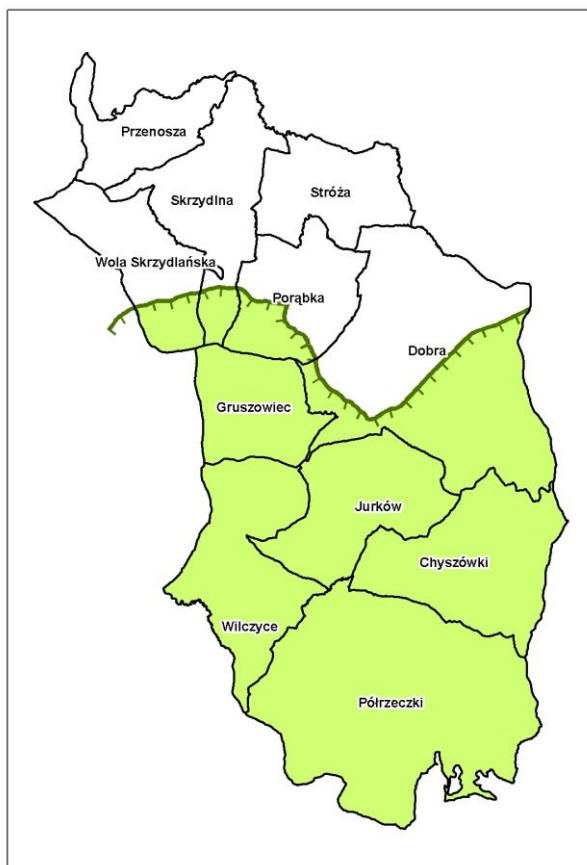 Przenosza
Skrzydlna
Stróża
Wola Skrzydlańska
Porąbka
Dobra
Gruszowiec
Jurków
Chyszówki
Wilczyce
Półrzeczki